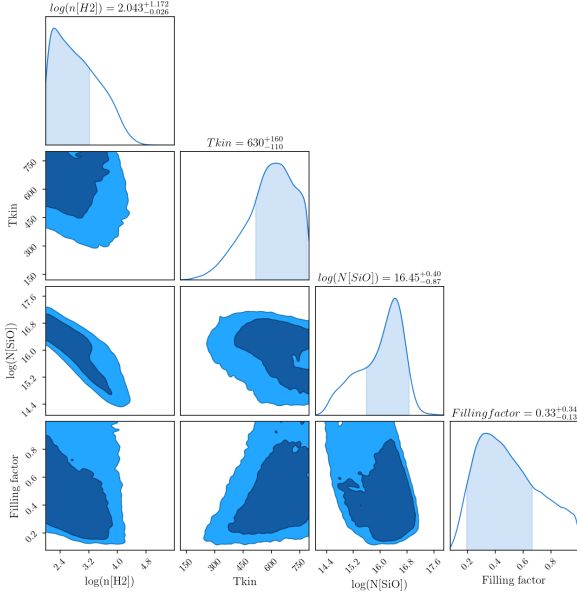 log(n[H2]) = 2.043^{+1.172}_{-0.026}
Tkin = 630^{+160}_{-110}
750
600
450
300
150
Tkin
log(N[SiO]) = 16.45^{+0.40}_{-0.87}
17.6
16.8
16.0
15.2
14.4
log(N[SiO])
Fillingfactor = 0.33^{+0.34}_{-0.13}
0.8
0.6
0.4
0.2
Filling factor
2.4 3.2 4.0 4.8
150 300 450 600 750
14.4 15.2 16.0 16.8 17.6
0.2 0.4 0.6 0.8
log(n[H2])
Tkin
log(N[SiO])
Filling factor